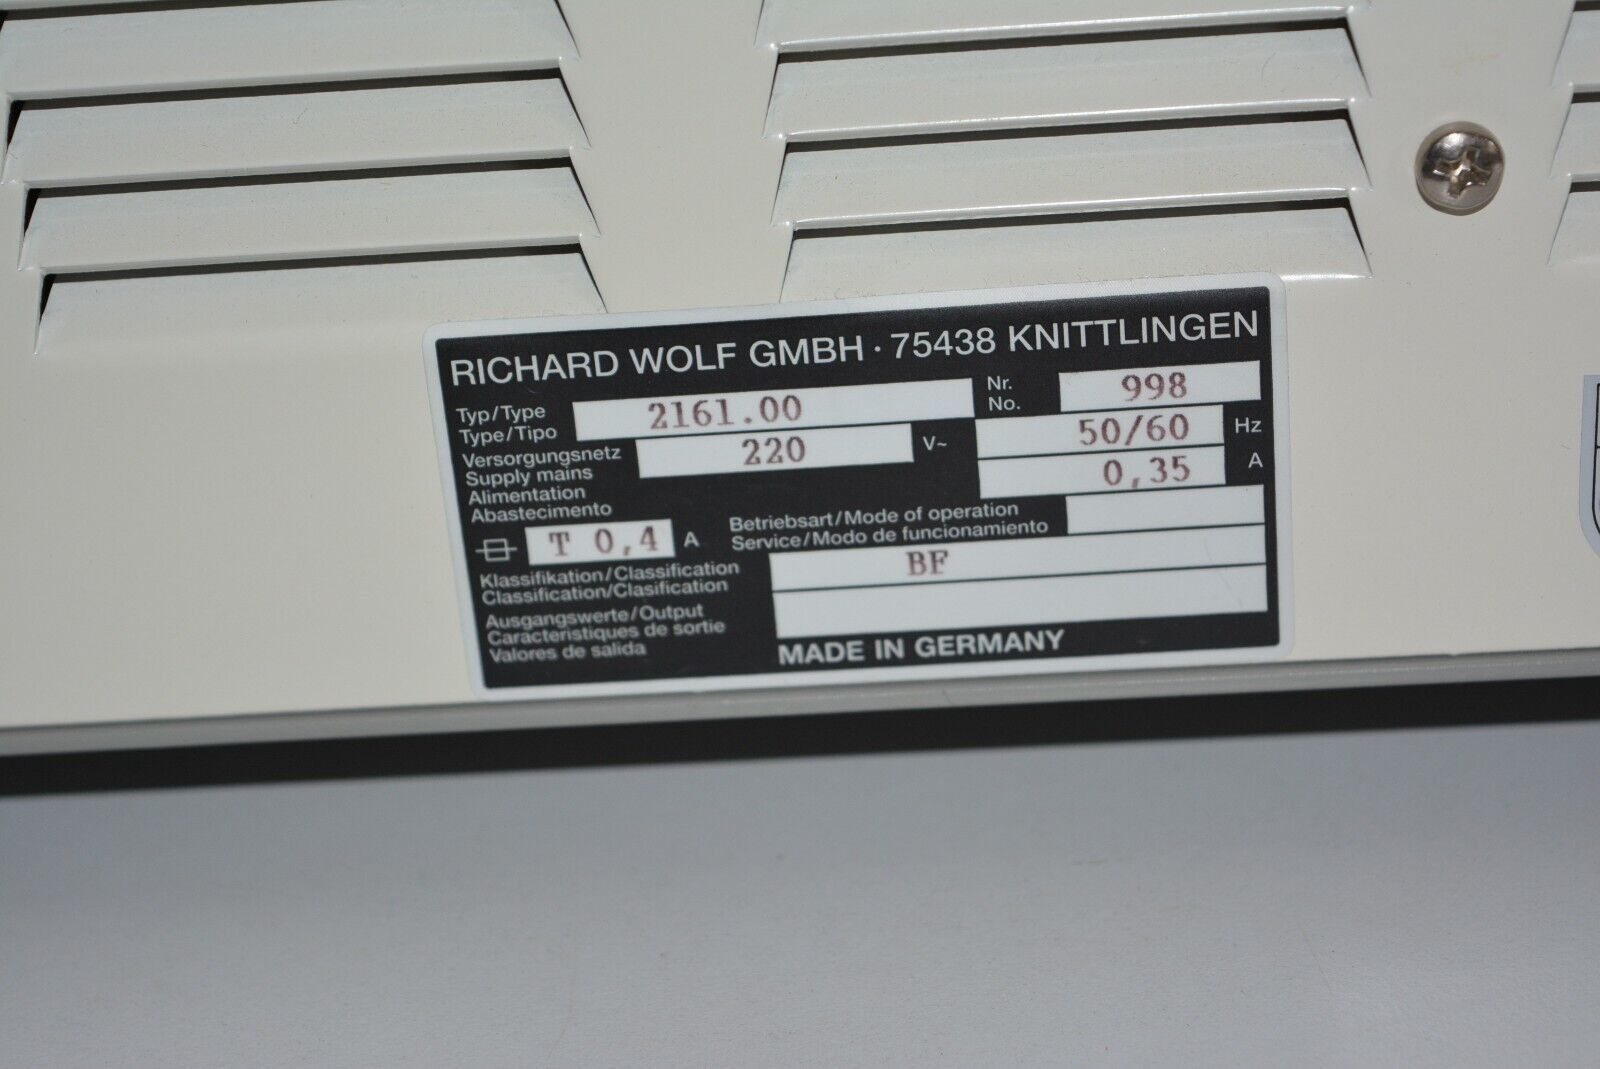 RICHARD WOLF GMBH · 75438 KNITTLINGEN
Typ/Type
Type/Tipo
2161.00
Nr.
No.
998
Versorgungsnetz
Supply mains
Alimentation
Abastecimento
220
V~
50/60
Hz
0,35
A
T 0,4
A
Betriebsart/Mode of operation
Service/Modo de funcionamiento
Klassifikation/Classification
Classification/Clasification
BF
Ausgangswerte/Output
Caracteristiques de sortie
Valores de salida
MADE IN GERMANY